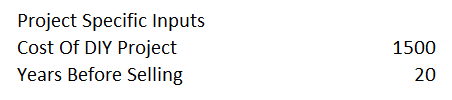 Project Specific Inputs
Cost Of DIY Project 1500
Years Before Selling 20